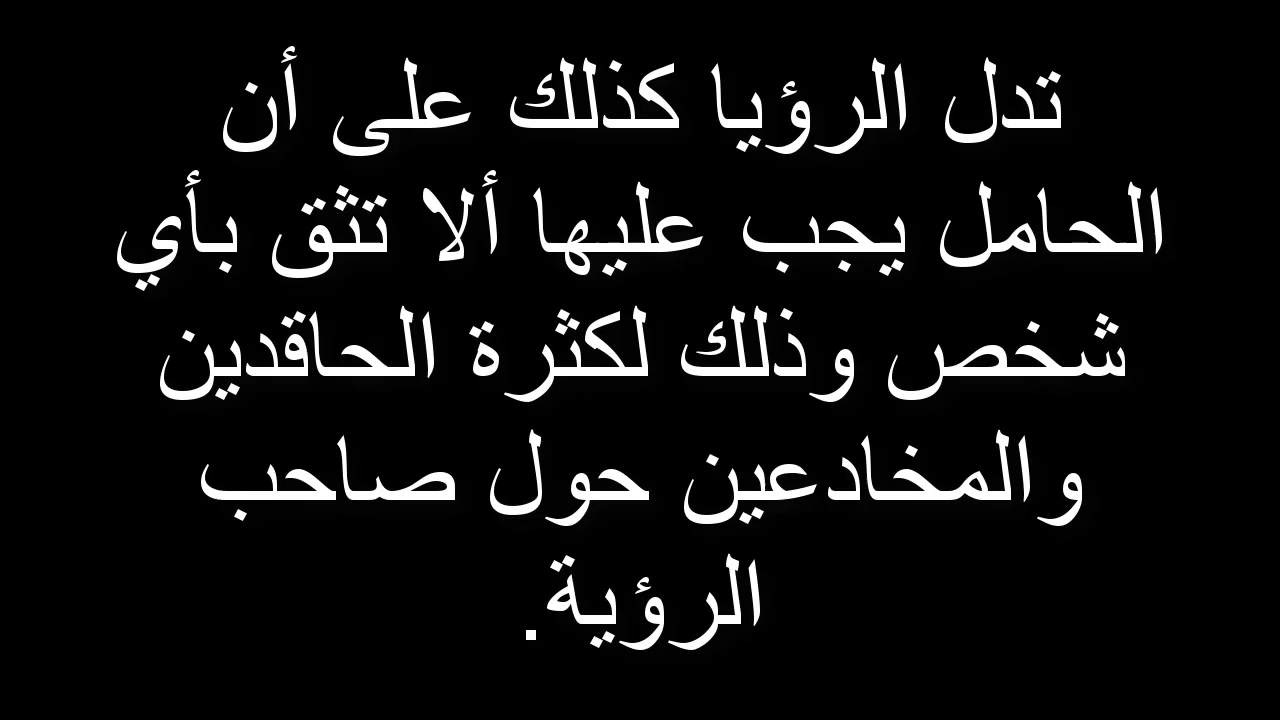 تدل الرؤيا كذلك على أن
الحامل يجب عليها ألا تثق بأي
شخص وذلك لكثرة الحاقدين
والمخادعين حول صاحب
الرؤية.